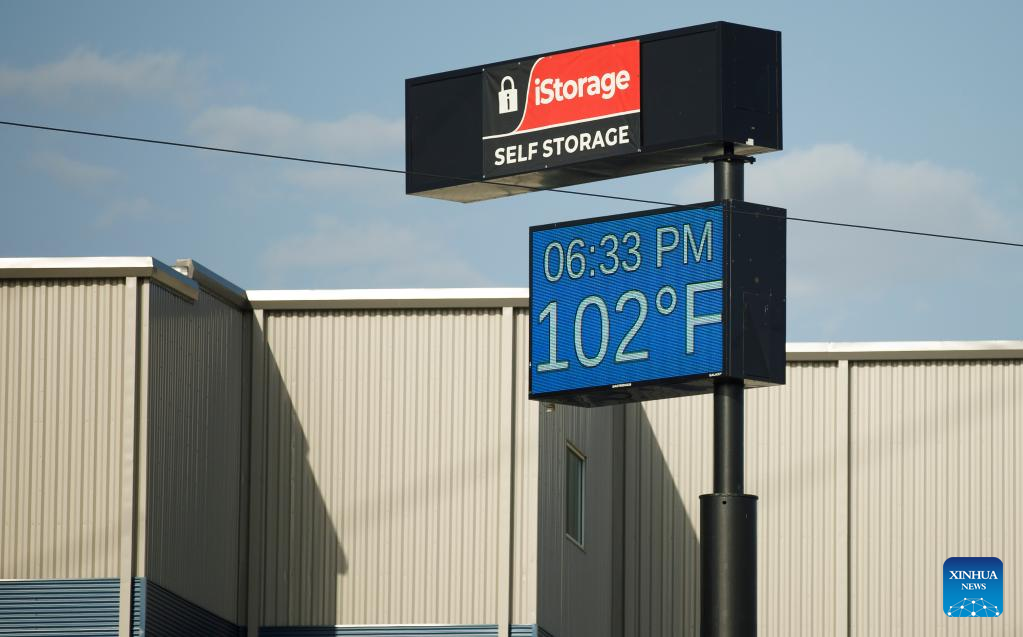 iStorage
SELF STORAGE
06:33 PM
102°F
XINHUA
NEWS